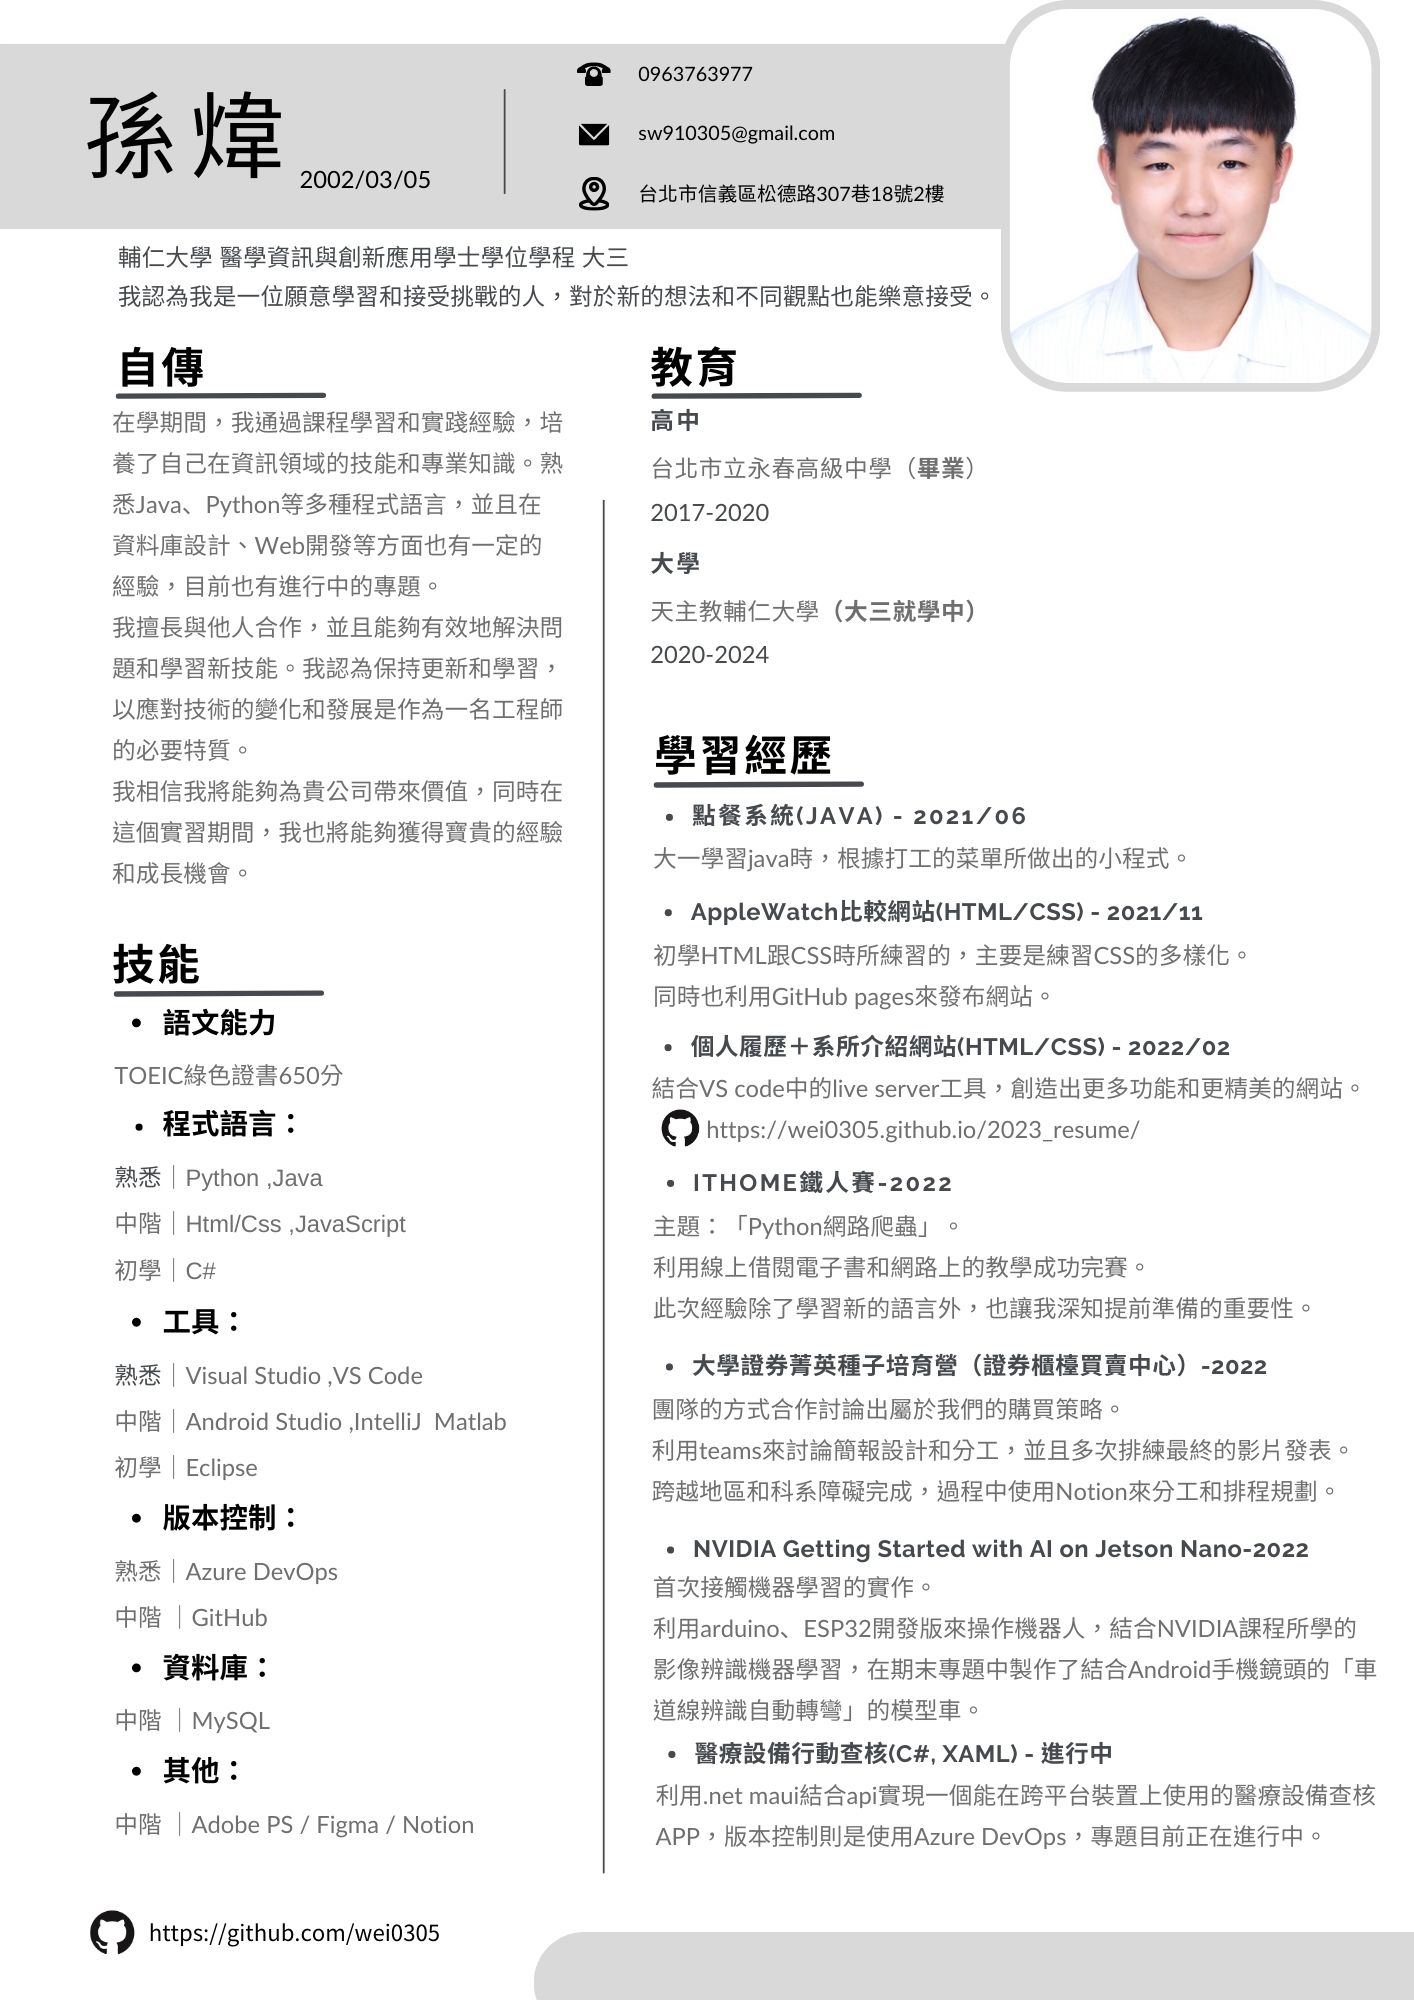 孫煒
2002/03/05
0963763977
sw910305@gmail.com
台北市信義區松德路307巷18號2樓
輔仁大學 醫學資訊與創新應用學士學位學程 大三
我認為我是一位願意學習和接受挑戰的人，對於新的想法和不同觀點也能樂意接受。
自傳
在學期間，我通過課程學習和實踐經驗，培
養了自己在資訊領域的技能和專業知識。熟
悉Java、Python等多種程式語言，並且在
資料庫設計、Web開發等方面也有一定的
經驗，目前也有進行中的專題。
我擅長與他人合作，並且能夠有效地解決問
題和學習新技能。我認為保持更新和學習，
以應對技術的變化和發展是作為一名工程師
的必要特質。
我相信我將能夠為貴公司帶來價值，同時在
這個實習期間，我也將能夠獲得寶貴的經驗
和成長機會。
技能
• 語文能力
TOEIC綠色證書650分
• 程式語言：
熟悉｜Python ,Java
中階｜Html/Css ,JavaScript
初學｜C#
• 工具：
熟悉｜Visual Studio ,VS Code
中階｜Android Studio ,IntelliJ Matlab
初學｜Eclipse
• 版本控制：
熟悉｜Azure DevOps
中階 ｜GitHub
• 資料庫：
中階 ｜MySQL
• 其他：
中階 ｜Adobe PS / Figma / Notion
https://github.com/wei0305
教育
高中
台北市立永春高級中學（畢業）
2017-2020
大學
天主教輔仁大學（大三就學中）
2020-2024
學習經歷
• 點餐系統(JAVA) - 2021/06
大一學習java時，根據打工的菜單所做出的小程式。
• AppleWatch比較網站(HTML/CSS) - 2021/11
初學HTML跟CSS時所練習的，主要是練習CSS的多樣化。
同時也利用GitHub pages來發布網站。
• 個人履歷＋系所介紹網站(HTML/CSS) - 2022/02
結合VS code中的live server工具，創造出更多功能和更精美的網站。
https://wei0305.github.io/2023_resume/
• ITHOME鐵人賽-2022
主題：「Python網路爬蟲」。
利用線上借閱電子書和網路上的教學成功完賽。
此次經驗除了學習新的語言外，也讓我深知提前準備的重要性。
• 大學證券菁英種子培育營（證券櫃檯買賣中心）-2022
團隊的方式合作討論出屬於我們的購買策略。
利用teams來討論簡報設計和分工，並且多次排練最終的影片發表。
跨越地區和科系障礙完成，過程中使用Notion來分工和排程規劃。
• NVIDIA Getting Started with AI on Jetson Nano-2022
首次接觸機器學習的實作。
利用arduino、ESP32開發版來操作機器人，結合NVIDIA課程所學的
影像辨識機器學習，在期末專題中製作了結合Android手機鏡頭的「車
道線辨識自動轉彎」的模型車。
• 醫療設備行動查核(C#, XAML) - 進行中
利用.net maui結合api實現一個能在跨平台裝置上使用的醫療設備查核
APP，版本控制則是使用Azure DevOps，專題目前正在進行中。